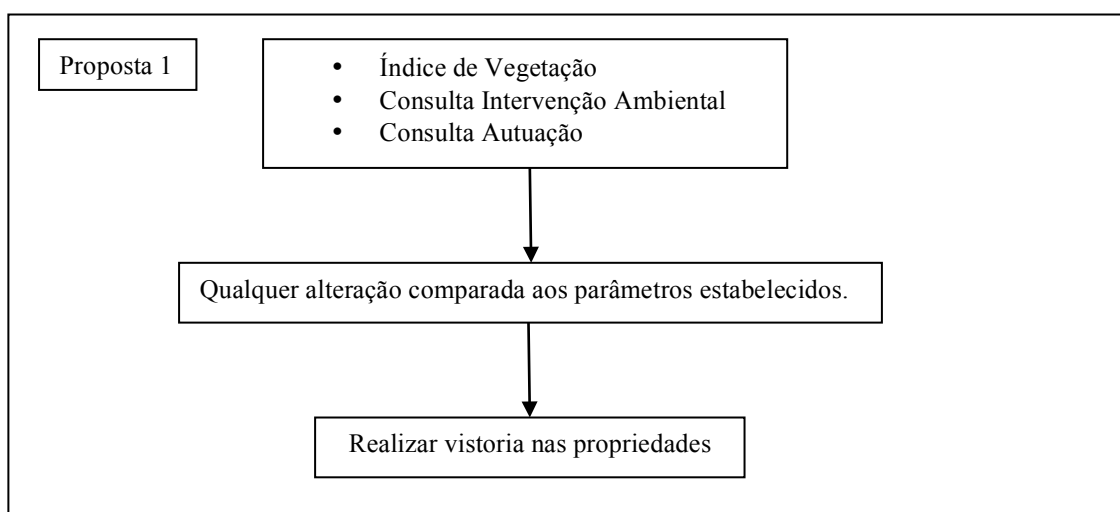 Proposta 1
• Índice de Vegetação
• Consulta Intervenção Ambiental
• Consulta Autuação
Qualquer alteração comparada aos parâmetros estabelecidos.
Realizar vistoria nas propriedades